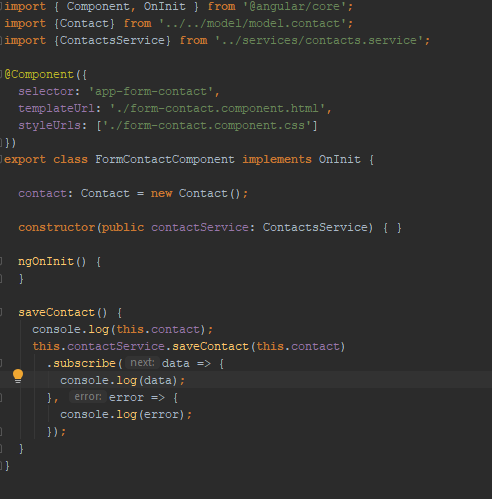 import { Component, OnInit } from '@angular/core';
import {Contact} from '../../model/model.contact';
import {ContactsService} from '../services/contacts.service';
@Component({
selector: 'app-form-contact',
templateUrl: './form-contact.component.html',
styleUrls: ['./form-contact.component.css']
})
export class FormContactComponent implements OnInit {
contact: Contact = new Contact();
constructor(public contactService: ContactsService) { }
ngOnInit() {
}
saveContact() {
console.log(this.contact);
this.contactService.saveContact(this.contact)
.subscribe( next: data => {
console.log(data);
}, error: error => {
console.log(error);
});
}
}